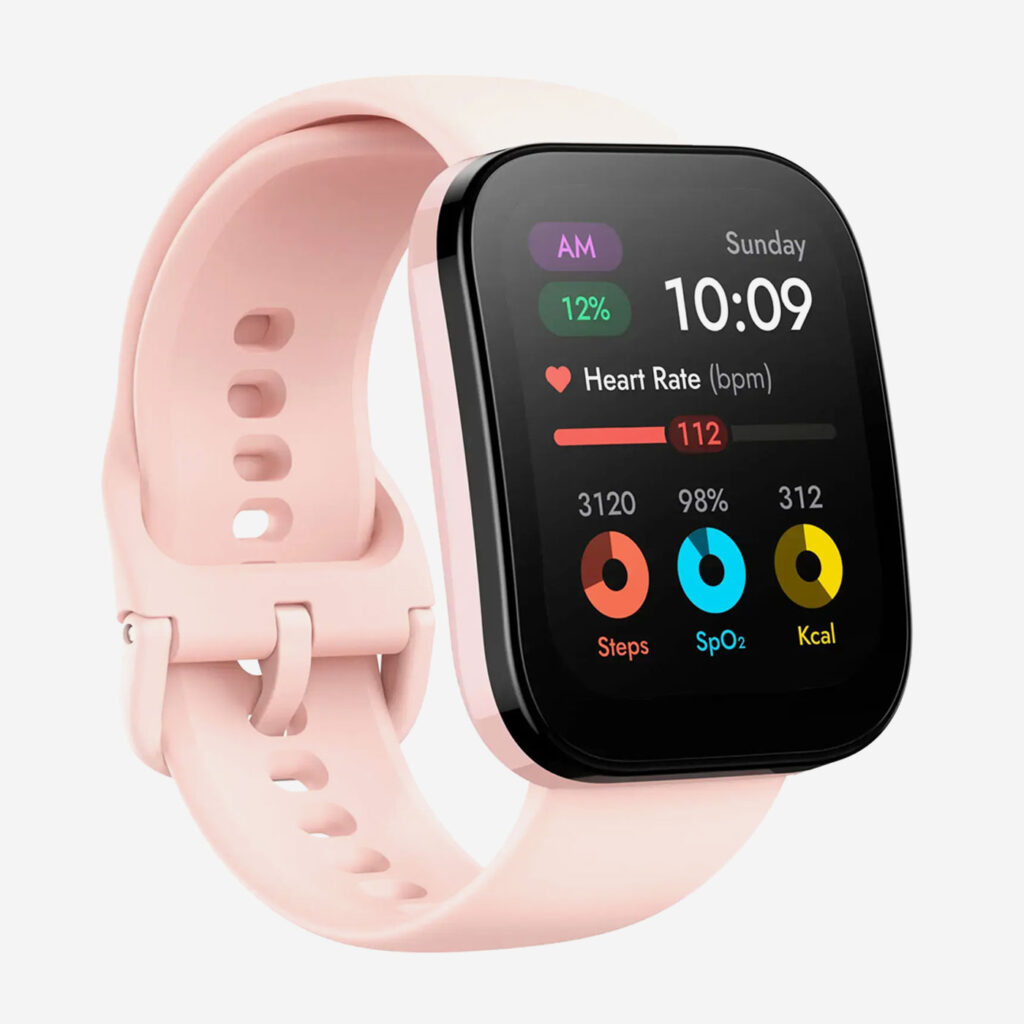 AM
Sunday
12%
10:09
Heart Rate (bpm)
112
3120
98%
312
Steps
SpO₂
Kcal